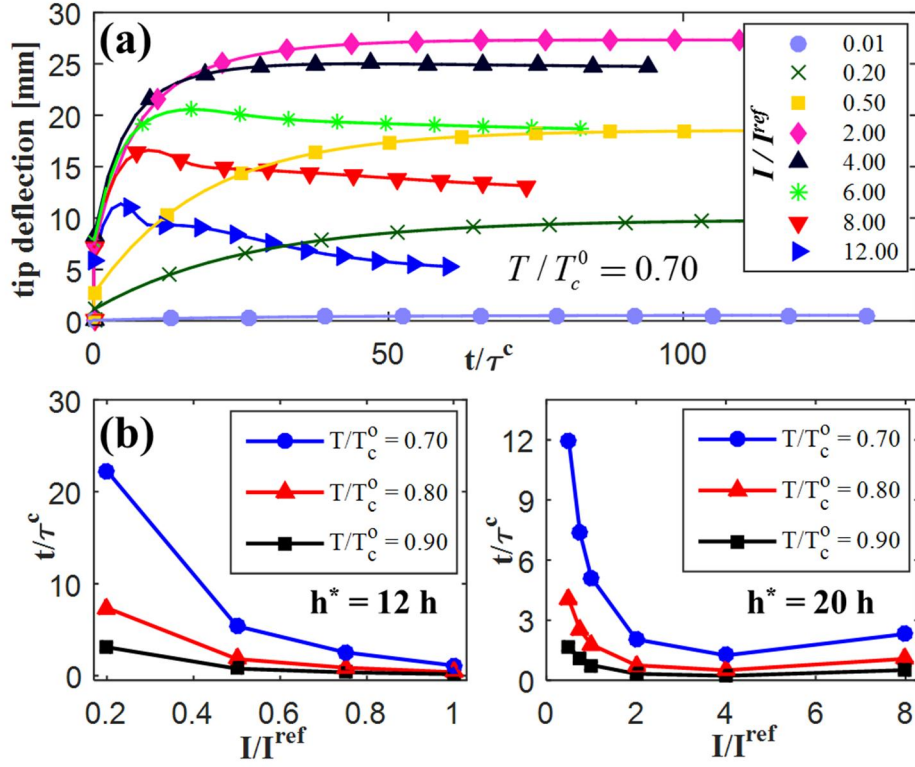 (a)
tip deflection [mm]
30
25
20
15
10
5
0
0
50
100
t/τᶜ
T / T_c^0 = 0.70
I / I^ref
0.01
0.20
0.50
2.00
4.00
6.00
8.00
12.00
(b)
t/τᶜ
30
20
10
0
0.2
0.4
0.6
0.8
1
I/I^ref
T/T_c^o = 0.70
T/T_c^o = 0.80
T/T_c^o = 0.90
h* = 12 h
t/τᶜ
12
9
6
3
0
0
2
4
6
8
I/I^ref
T/T_c^o = 0.70
T/T_c^o = 0.80
T/T_c^o = 0.90
h* = 20 h